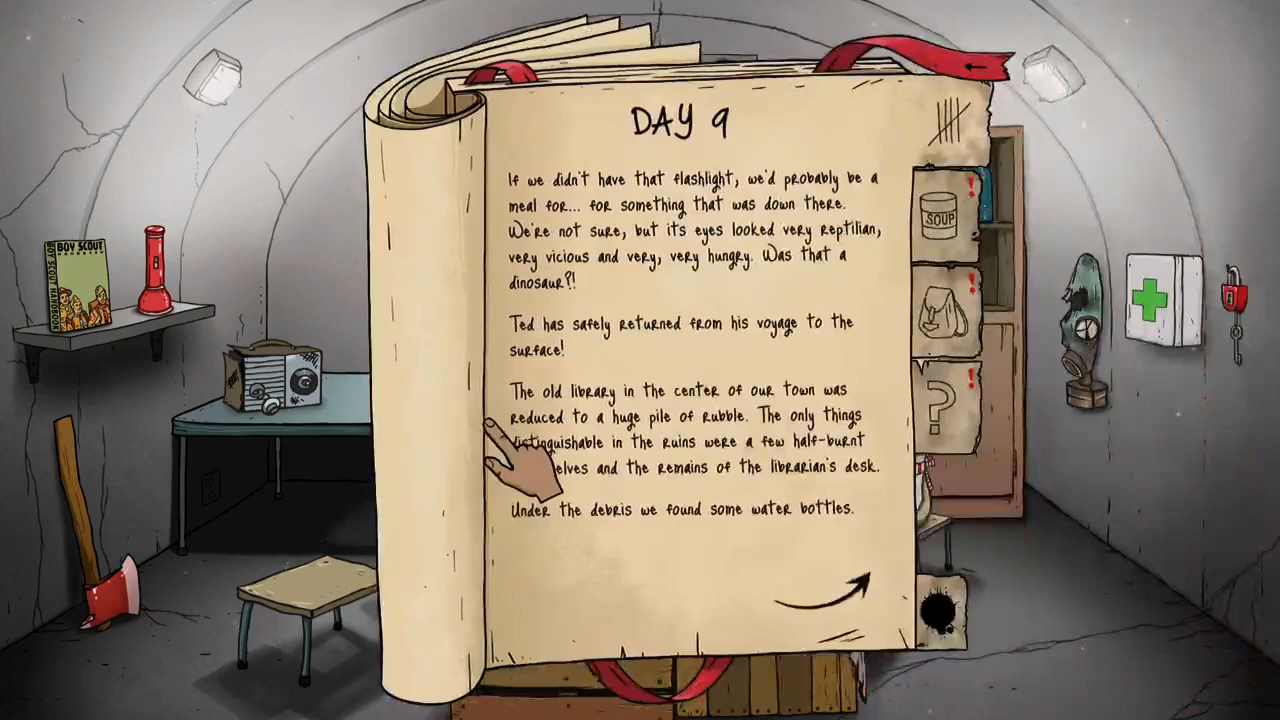 DAY 9
If we didn't have that flashlight, we'd probably be a
meal for... for something that was down there.
We're not sure, but its eyes looked very reptilian,
very vicious and very, very hungry. Was that a
dinosaur?!
Ted has safely returned from his voyage to the
surface!
The old library in the center of our town was
reduced to a huge pile of rubble. The only things
distinguishable in the ruins were a few half-burnt
elves and the remains of the librarian's desk.
Under the debris we found some water bottles.
SOUP
!
!
?
!
BOY SCOUT
HANDBOOK
BOY SCOUT HANDBOOK